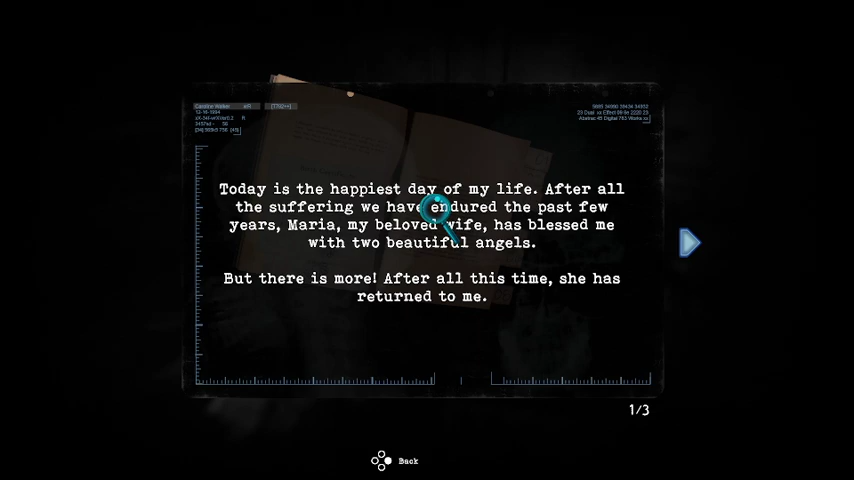 Caroline Walker
Today is the happiest day of my life. After all
the suffering we have endured the past few
years, Maria, my beloved wife, has blessed me
with two beautiful angels.
But there is more! After all this time, she has
returned to me.
1/3
Back